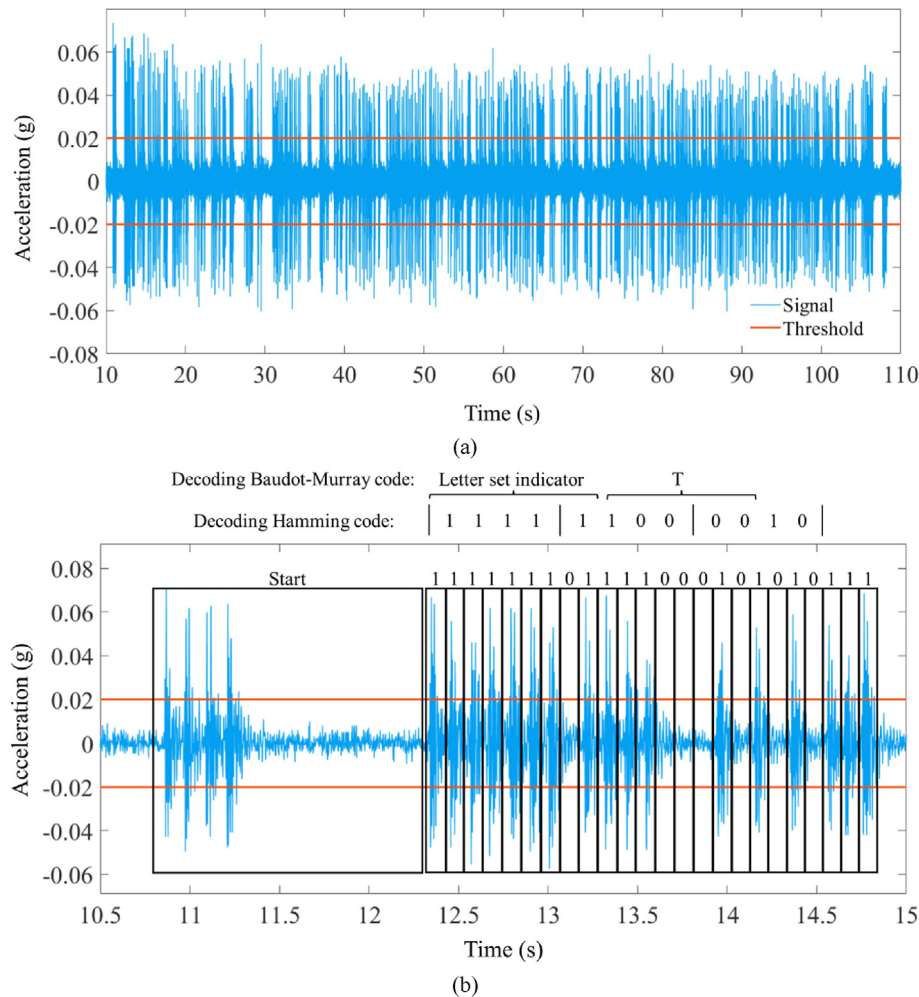 0.06
0.04
0.02
0
-0.02
-0.04
-0.06
-0.08
Acceleration (g)
Signal
Threshold
10 20 30 40 50 60 70 80 90 100 110
Time (s)
(a)
Decoding Baudot-Murray code: Letter set indicator T
Decoding Hamming code: | 1 1 1 1 | 1 1 0 0 | 0 0 1 0 |
Start 1 1 1 1 1 1 1 0 1 1 1 1 0 0 0 1 0 1 0 1 0 1 1 1
0.08
0.06
0.04
0.02
0
-0.02
-0.04
-0.06
Acceleration (g)
10.5 11 11.5 12 12.5 13 13.5 14 14.5 15
Time (s)
(b)